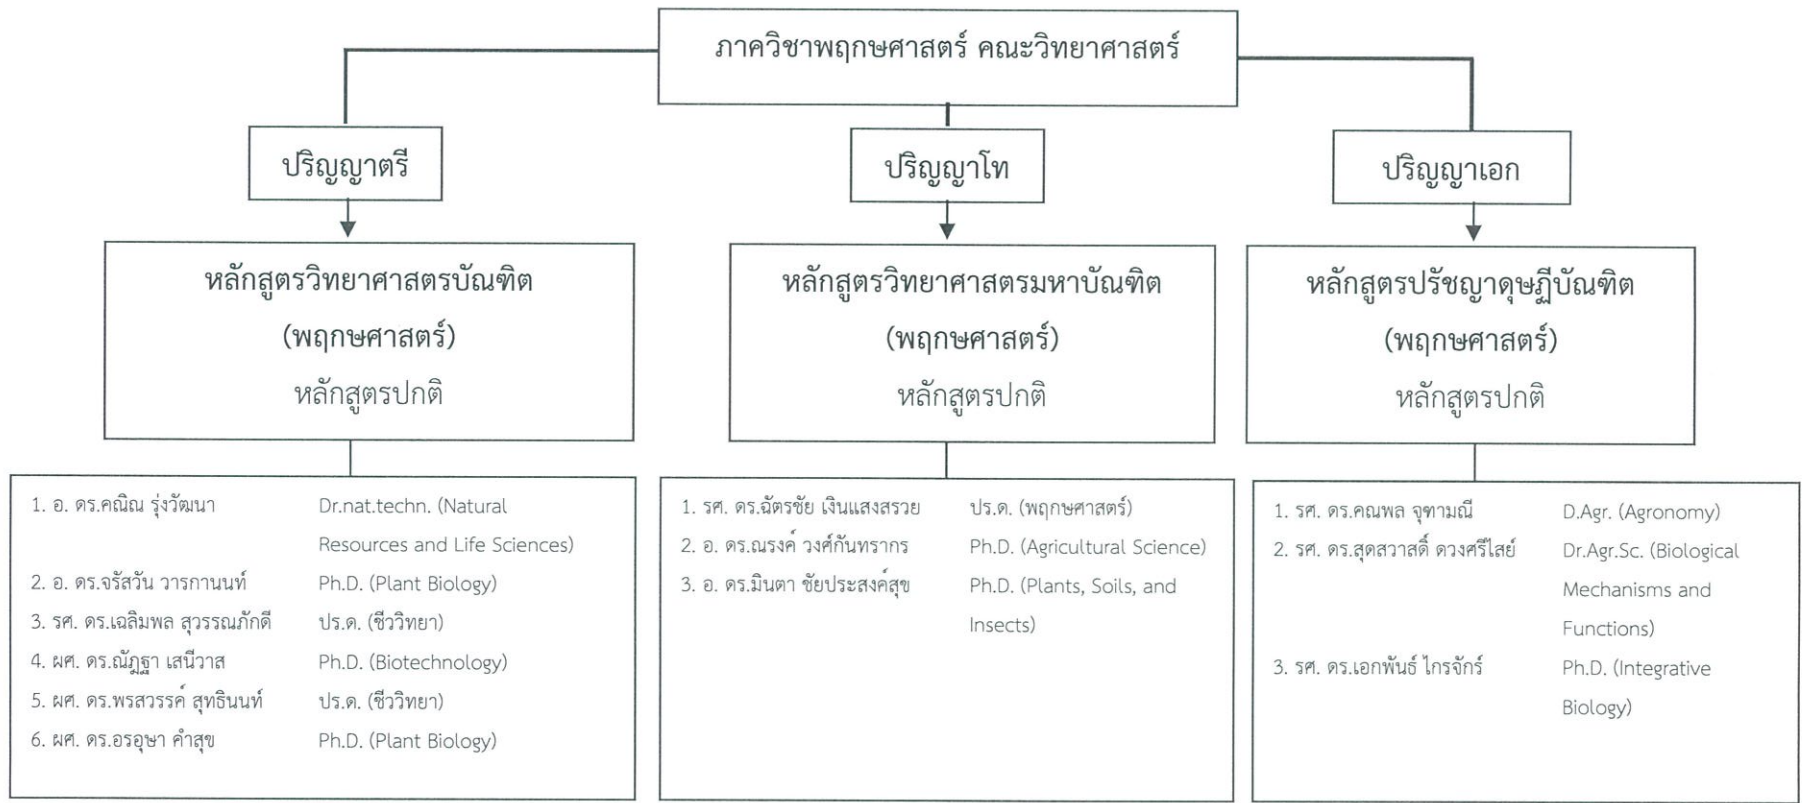 ภาควิชาพฤกษศาสตร์ คณะวิทยาศาสตร์
ปริญญาตรี
หลักสูตรวิทยาศาสตรบัณฑิต
(พฤกษศาสตร์)
หลักสูตรปกติ
1. อ. ดร.คณิณ รุ่งวัฒนา Dr.nat.techn. (Natural
Resources and Life Sciences)
2. อ. ดร.จรัสวัน วารกานนท์ Ph.D. (Plant Biology)
3. รศ. ดร.เฉลิมพล สุวรรณภักดี ปร.ด. (ชีววิทยา)
4. ผศ. ดร.ณัฎฐา เสนีวาส Ph.D. (Biotechnology)
5. ผศ. ดร.พรสวรรค์ สุทธินนท์ ปร.ด. (ชีววิทยา)
6. ผศ. ดร.อรอุษา คำสุข Ph.D. (Plant Biology)
ปริญญาโท
หลักสูตรวิทยาศาสตรมหาบัณฑิต
(พฤกษศาสตร์)
หลักสูตรปกติ
1. รศ. ดร.ฉัตรชัย เงินแสงสรวย ปร.ด. (พฤกษศาสตร์)
2. อ. ดร.ณรงค์ วงศ์กันทรากร Ph.D. (Agricultural Science)
3. อ. ดร.มินตา ชัยประสงค์สุข Ph.D. (Plants, Soils, and
Insects)
ปริญญาเอก
หลักสูตรปรัชญาดุษฎีบัณฑิต
(พฤกษศาสตร์)
หลักสูตรปกติ
1. รศ. ดร.คณพล จุฑามณี D.Agr. (Agronomy)
2. รศ. ดร.สุดสวาสดิ์ ดวงศรีไสย์ Dr.Agr.Sc. (Biological
Mechanisms and
Functions)
3. รศ. ดร.เอกพันธ์ ไกรจักร์ Ph.D. (Integrative
Biology)